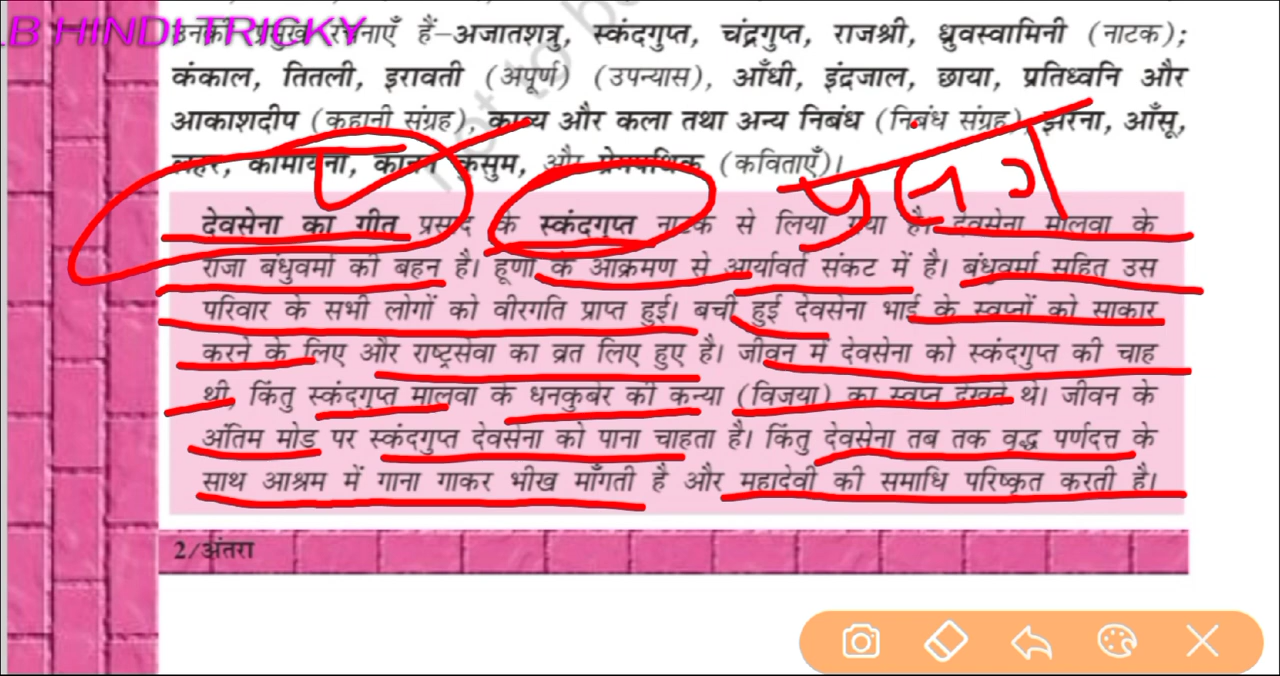 LB HINDI TRICKY
उनकी प्रमुख रचनाएँ हैं–अजातशत्रु, स्कंदगुप्त, चंद्रगुप्त, राजश्री, ध्रुवस्वामिनी (नाटक);
कंकाल, तितली, इरावती (अपूर्ण) (उपन्यास), आँधी, इंद्रजाल, छाया, प्रतिध्वनि और
आकाशदीप (कहानी संग्रह), काव्य और कला तथा अन्य निबंध (निबंध संग्रह), झरना, आँसू,
लहर, कामायनी, कानन कुसुम, और प्रेमपथिक (कविताएँ)।
देवसेना का गीत प्रसाद के स्कंदगुप्त नाटक से लिया गया है। देवसेना मालवा के
राजा बंधुवर्मा की बहन है। हूणों के आक्रमण से आर्यावर्त संकट में है। बंधुवर्मा सहित उस
परिवार के सभी लोगों को वीरगति प्राप्त हुई। बची हुई देवसेना भाई के स्वप्नों को साकार
करने के लिए और राष्ट्रसेवा का व्रत लिए हुए है। जीवन में देवसेना को स्कंदगुप्त की चाह
थी, किंतु स्कंदगुप्त मालवा के धनकुबेर की कन्या (विजया) का स्वप्न देखते थे। जीवन के
अंतिम मोड़ पर स्कंदगुप्त देवसेना को पाना चाहता है। किंतु देवसेना तब तक वृद्ध पर्णदत्त के
साथ आश्रम में गाना गाकर भीख माँगती है और महादेवी की समाधि परिष्कृत करती है।
2/अंतरा